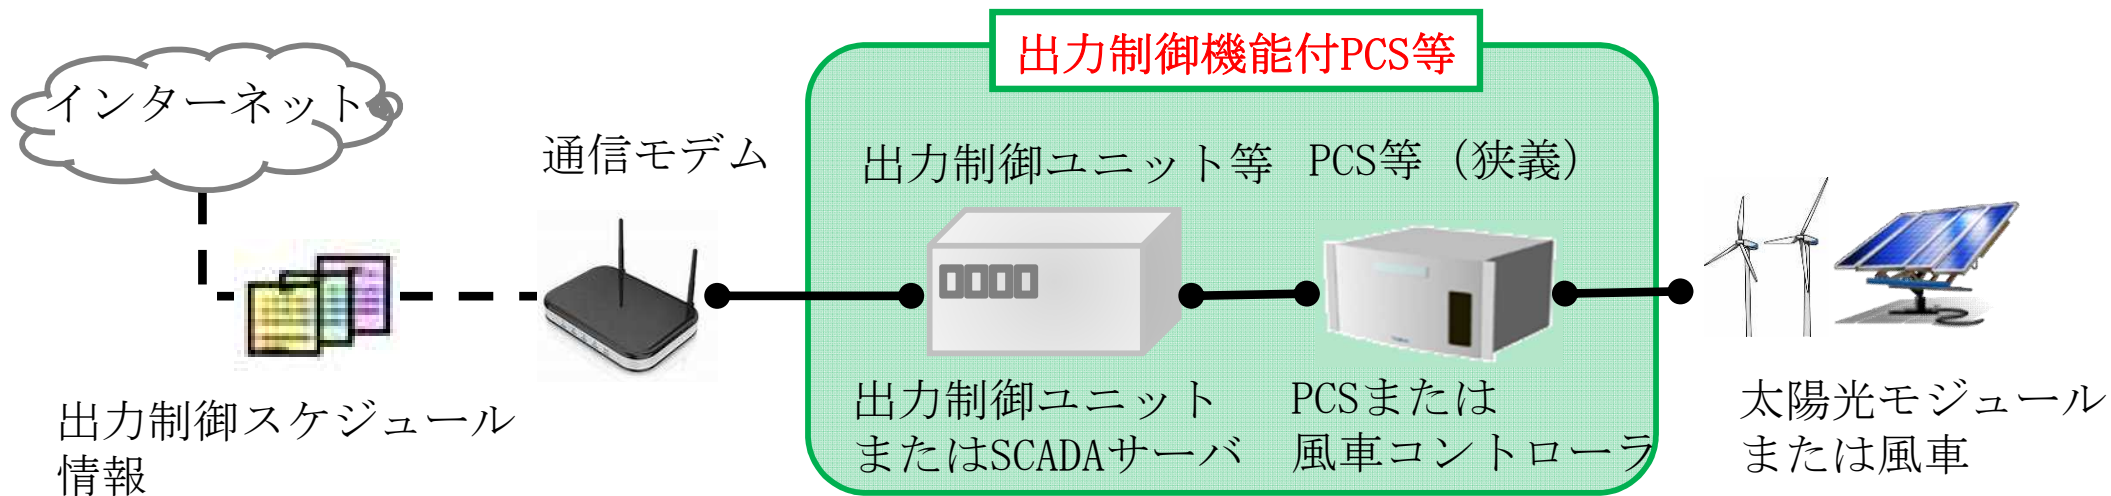 出力制御機能付PCS等
インターネット
通信モデム
出力制御ユニット等
PCS等（狭義）
出力制御スケジュール
情報
出力制御ユニット
またはSCADAサーバ
PCSまたは
風車コントローラ
太陽光モジュール
または風車